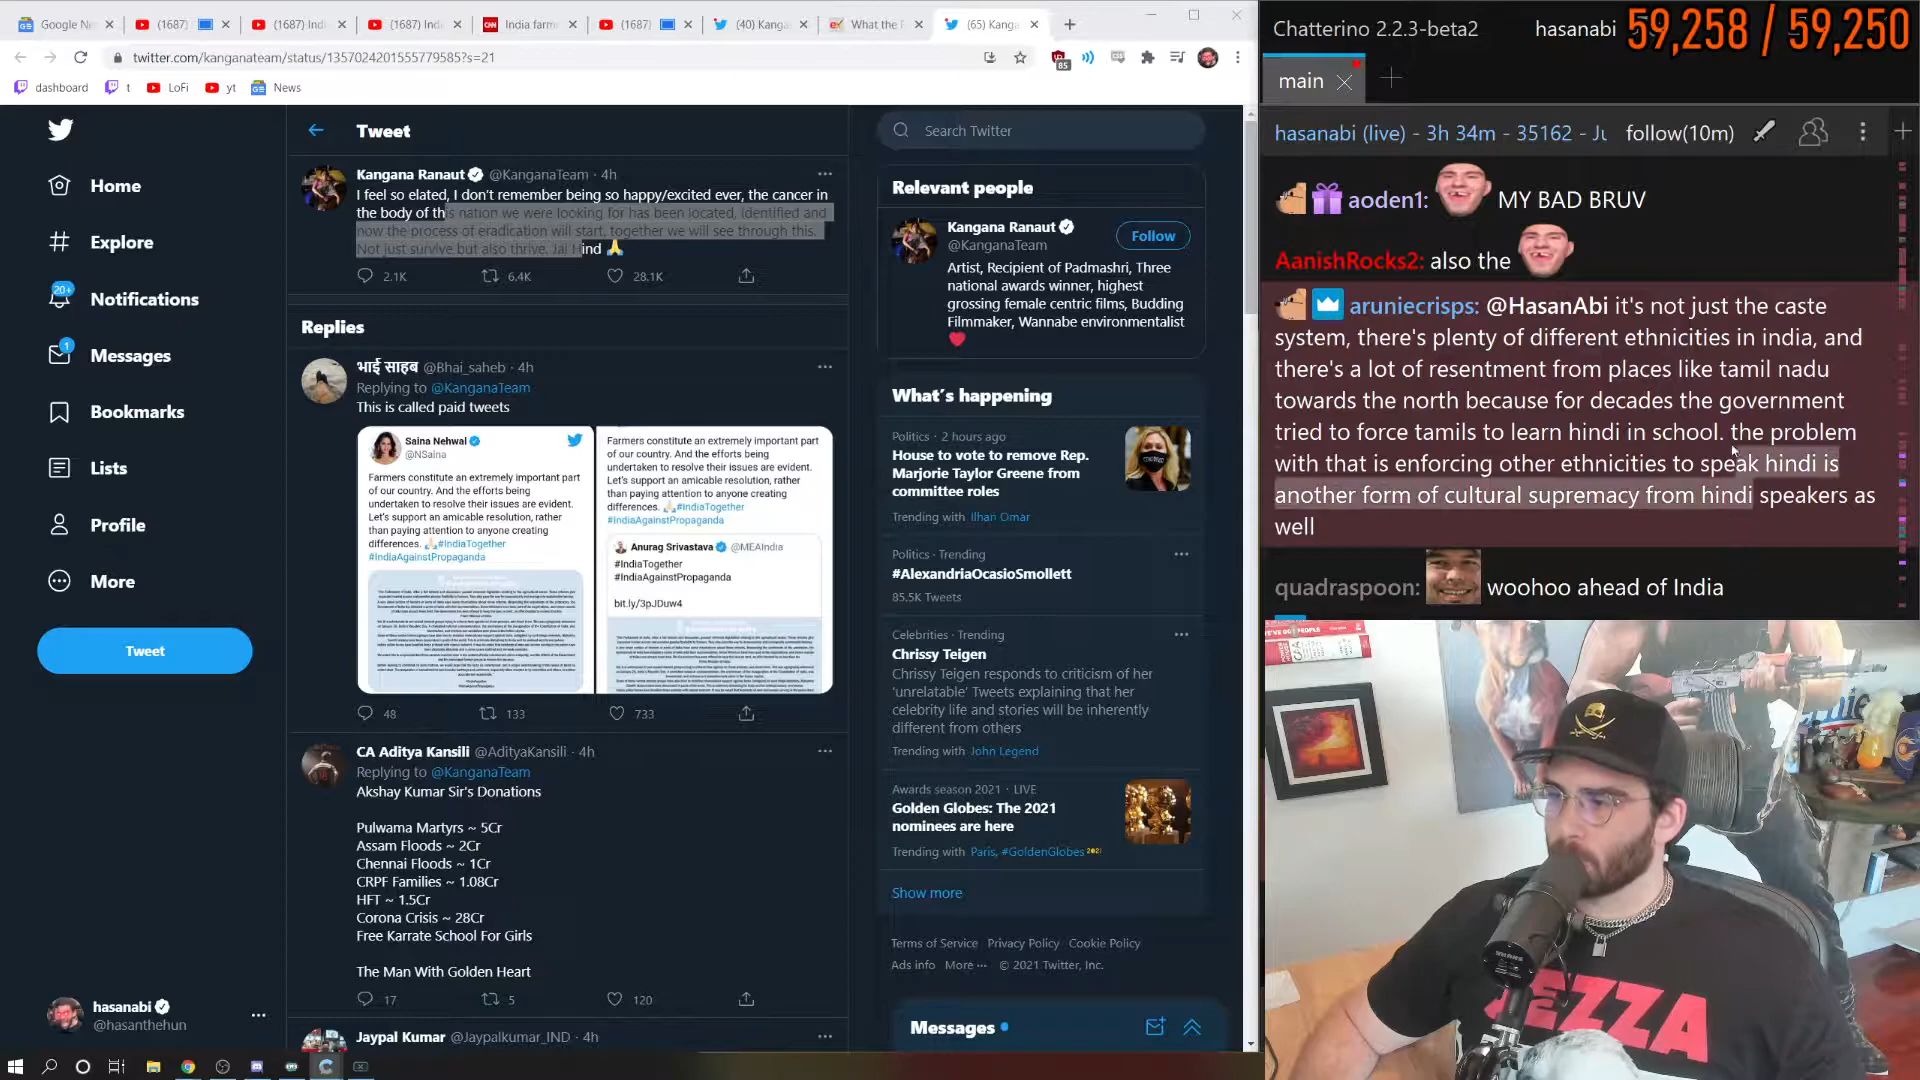 Google Ne
(1687)
(1687) Indi
(1687) Indi
India farm
(1687)
(40) Kanga
What the F
(65) Kanga
twitter.com/kanganateam/status/1357024201555779585?s=21
85
dashboard
t
LoFi
yt
News
Home
Explore
20+
Notifications
1
Messages
Bookmarks
Lists
Profile
More
Tweet
hasanabi
@hasanthehun
Tweet
Kangana Ranaut @KanganaTeam · 4h
I feel so elated, I don't remember being so happy/excited ever, the cancer in
the body of this nation we were looking for has been located, identified and
now the process of eradication will start, together we will see through this.
Not just survive but also thrive. Jai Hind 🙏
2.1K 6.4K 28.1K
Replies
भाई साहब @Bhai_saheb · 4h
Replying to @KanganaTeam
This is called paid tweets
Saina Nehwal
@NSaina
Farmers constitute an extremely important part
of our country. And the efforts being
undertaken to resolve their issues are evident.
Let's support an amicable resolution, rather
than paying attention to anyone creating
differences. 🙏#IndiaTogether
#IndiaAgainstPropaganda
Farmers constitute an extremely important part
of our country. And the efforts being
undertaken to resolve their issues are evident.
Let's support an amicable resolution, rather
than paying attention to anyone creating
differences. 🙏#IndiaTogether
#IndiaAgainstPropaganda
Anurag Srivastava @MEAIndia
#IndiaTogether
#IndiaAgainstPropaganda
bit.ly/3pJDuw4
48 133 733
CA Aditya Kansili @AdityaKansili · 4h
Replying to @KanganaTeam
Akshay Kumar Sir's Donations
Pulwama Martyrs ~ 5Cr
Assam Floods ~ 2Cr
Chennai Floods ~ 1Cr
CRPF Families ~ 1.08Cr
HFT ~ 1.5Cr
Corona Crisis ~ 28Cr
Free Karrate School For Girls
The Man With Golden Heart
17 5 120
Jaypal Kumar @Jaypalkumar_IND · 4h
Search Twitter
Relevant people
Kangana Ranaut
@KanganaTeam
Follow
Artist, Recipient of Padmashri, Three
national awards winner, highest
grossing female centric films, Budding
Filmmaker, Wannabe environmentalist
❤️
What's happening
Politics · 2 hours ago
House to vote to remove Rep.
Marjorie Taylor Greene from
committee roles
Trending with Ilhan Omar
Politics · Trending
#AlexandriaOcasioSmollett
85.5K Tweets
Celebrities · Trending
Chrissy Teigen
Chrissy Teigen responds to criticism of her
'unrelatable' Tweets explaining that her
celebrity life and stories will be inherently
different from others
Trending with John Legend
Awards season 2021 · LIVE
Golden Globes: The 2021
nominees are here
Trending with Paris, #GoldenGlobes
Show more
Terms of Service Privacy Policy Cookie Policy
Ads info More ··· © 2021 Twitter, Inc.
Messages
Chatterino 2.2.3-beta2
hasanabi
59,258 / 59,250
main
hasanabi (live) - 3h 34m - 35162 - Ju
follow(10m)
aoden1: MY BAD BRUV
AanishRocks2: also the
aruniecrisps: @HasanAbi it's not just the caste
system, there's plenty of different ethnicities in india, and
there's a lot of resentment from places like tamil nadu
towards the north because for decades the government
tried to force tamils to learn hindi in school. the problem
with that is enforcing other ethnicities to speak hindi is
another form of cultural supremacy from hindi speakers as
well
quadraspoon: woohoo ahead of India